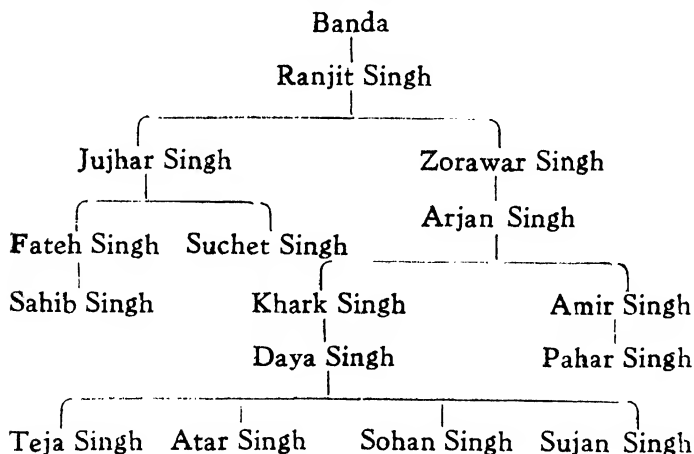 Banda
Ranjit Singh
Jujhar Singh Zorawar Singh
Arjan Singh
Fateh Singh Suchet Singh
Sahib Singh Khark Singh Amir Singh
Daya Singh Pahar Singh
Teja Singh Atar Singh Sohan Singh Sujan Singh